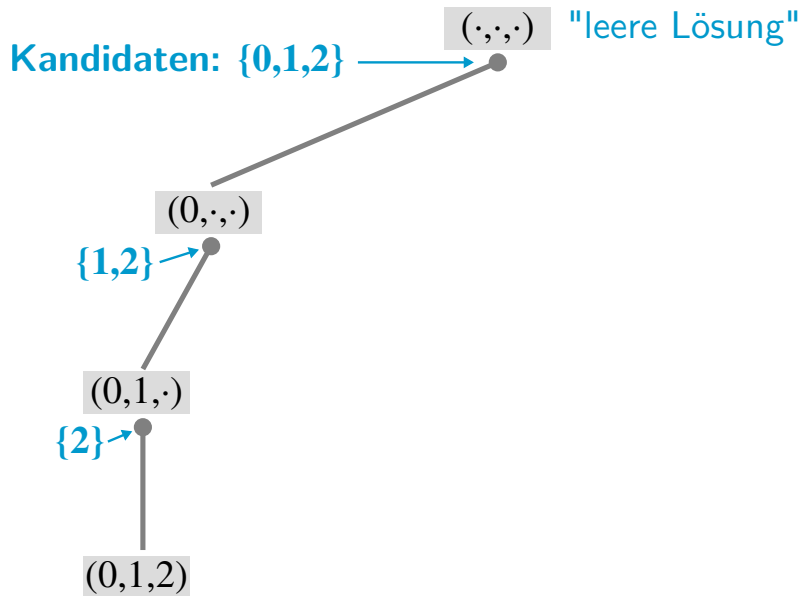 (·,·,·) "leere Lösung"
Kandidaten: {0,1,2}
(0,·,·)
{1,2}
(0,1,·)
{2}
(0,1,2)